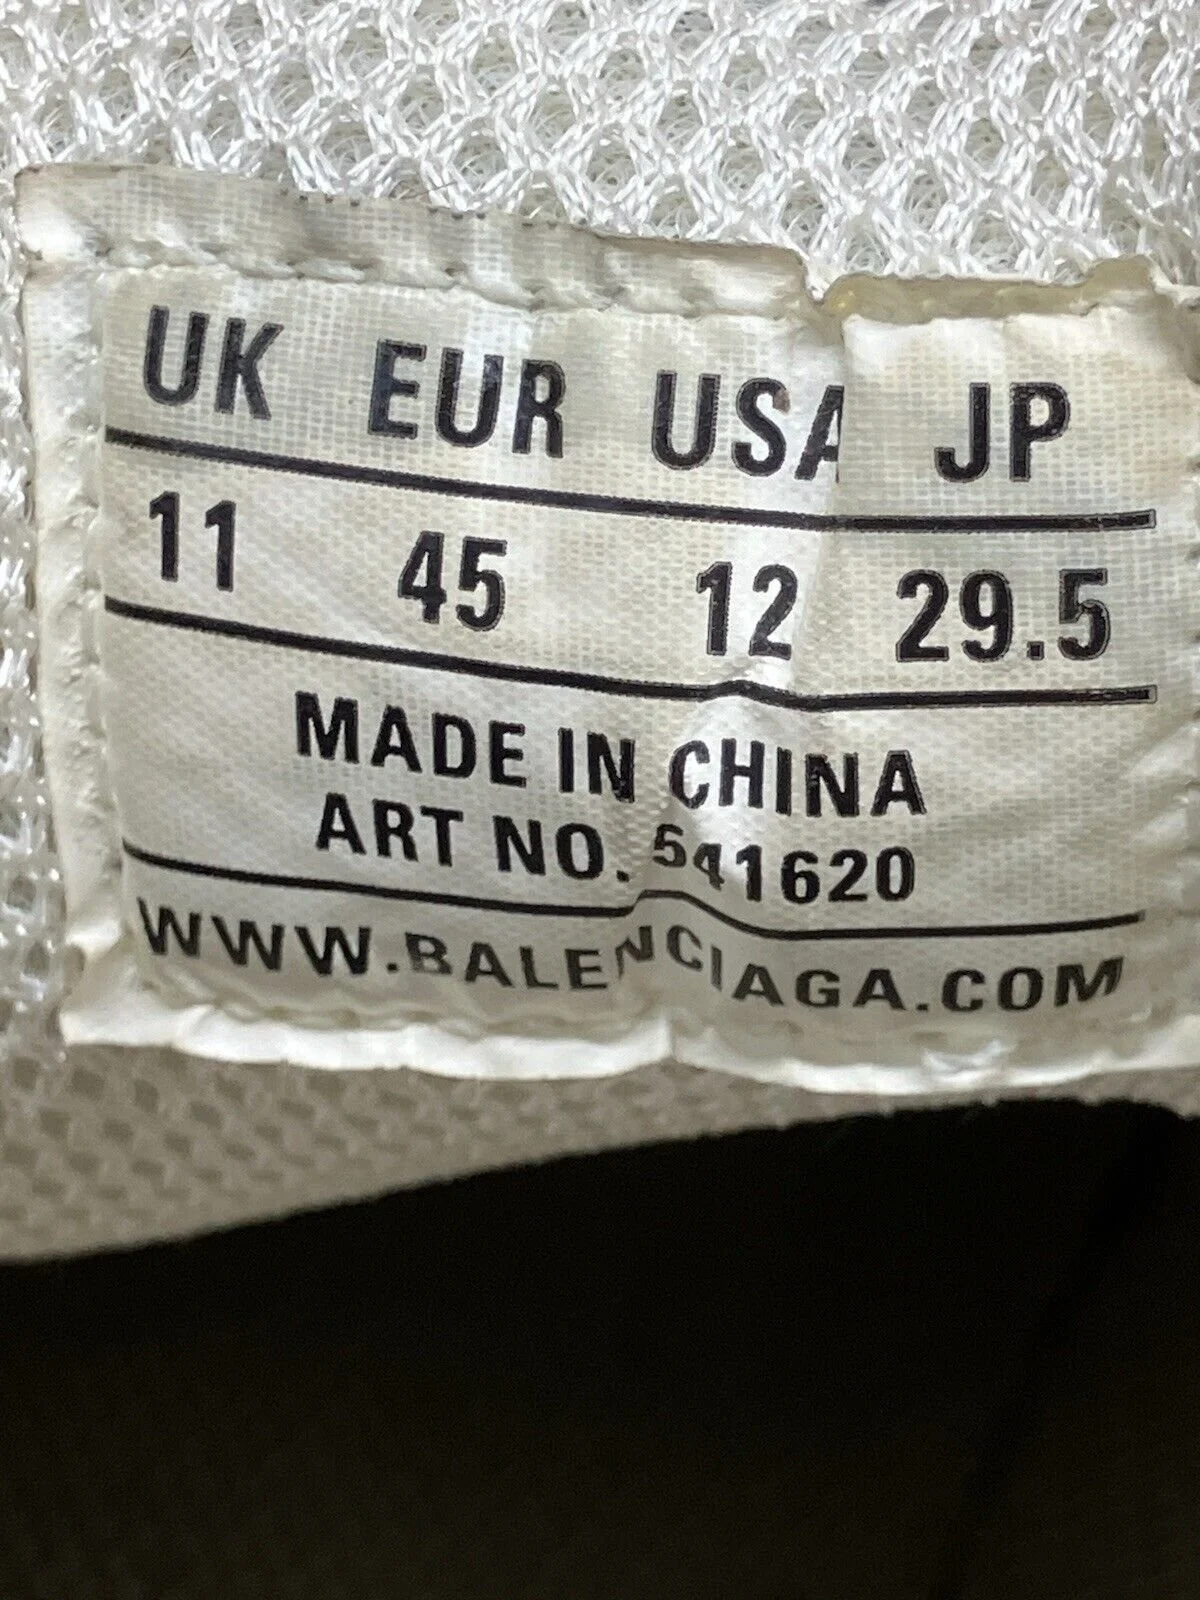 UK EUR USA JP
11 45 12 29.5
MADE IN CHINA
ART NO. 541620
WWW.BALENCIAGA.COM